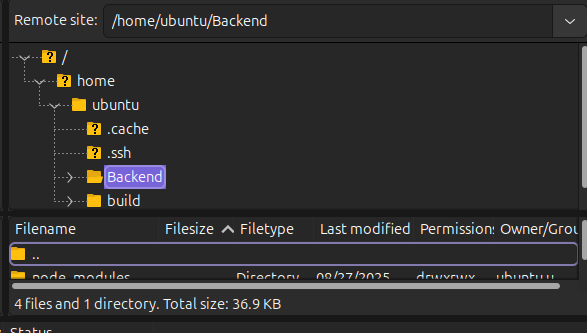 Remote site: /home/ubuntu/Backend
/
home
ubuntu
.cache
.ssh
Backend
build
Filename Filesize Filetype Last modified Permissions Owner/Grou
..
node_modules Directory 08/27/2025 drwxrwx ubuntu u
4 files and 1 directory. Total size: 36.9 KB
Status